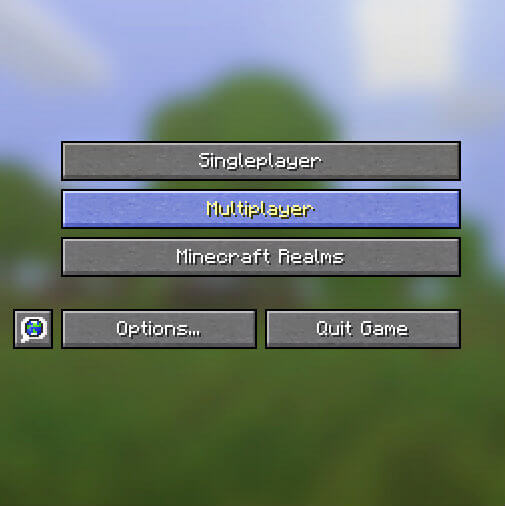 Singleplayer
Multiplayer
Minecraft Realms
Options...
Quit Game